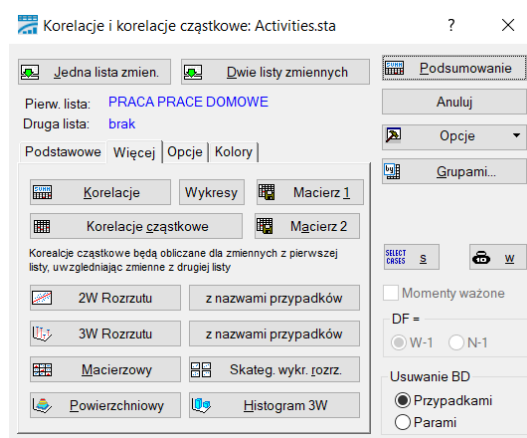 Korelacje i korelacje cząstkowe: Activities.sta ? ×
Jedna lista zmien. Dwie listy zmiennych
Podsumowanie
Pierw. lista: PRACA PRACE DOMOWE
Anuluj
Druga lista: brak
Opcje
Podstawowe Więcej Opcje Kolory
Grupami...
Korelacje Wykresy Macierz 1
Korelacje cząstkowe Macierz 2
Korealcje cząstkowe będą obliczane dla zmiennych z pierwszej
listy, uwzgledniając zmienne z drugiej listy
SELECT
CASES S W
2W Rozrzutu z nazwami przypadków
Momenty ważone
DF =
3W Rozrzutu z nazwami przypadków
W-1 N-1
Macierzowy Skateg. wykr. rozrz.
Usuwanie BD
Przypadkami
Powierzchniowy Histogram 3W
Parami